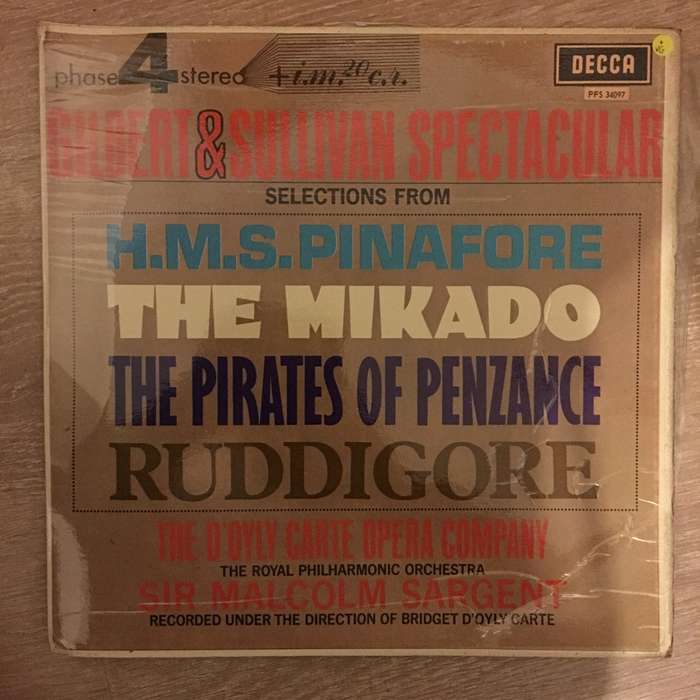 phase 4 stereo +i.m.20c.r.
DECCA
PFS 34097
GILBERT & SULLIVAN SPECTACULAR
SELECTIONS FROM
H.M.S. PINAFORE
THE MIKADO
THE PIRATES OF PENZANCE
RUDDIGORE
THE D'OYLY CARTE OPERA COMPANY
THE ROYAL PHILHARMONIC ORCHESTRA
SIR MALCOLM SARGENT
RECORDED UNDER THE DIRECTION OF BRIDGET D'OYLY CARTE